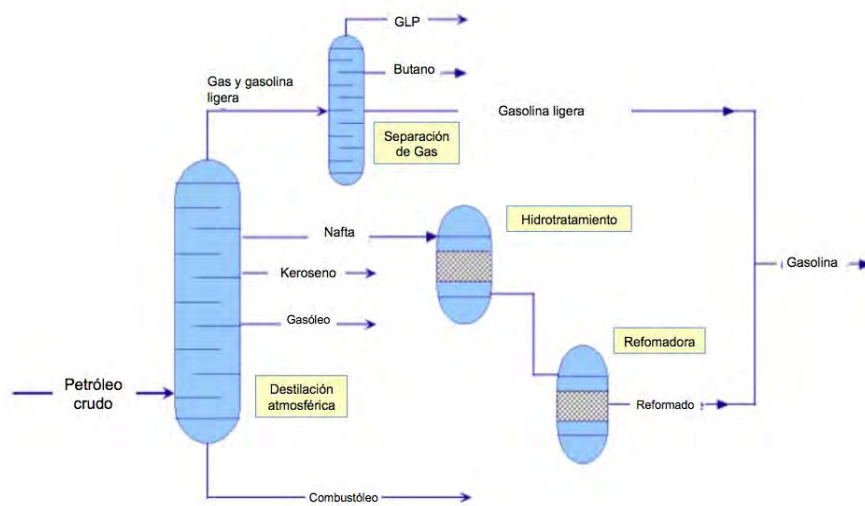 GLP
Butano
Gas y gasolina
ligera
Gasolina ligera
Separación
de Gas
Hidrotratamiento
Nafta
Keroseno
Gasolina
Gasóleo
Refomadora
Petróleo
crudo
Destilación
atmosférica
Reformado
Combustóleo